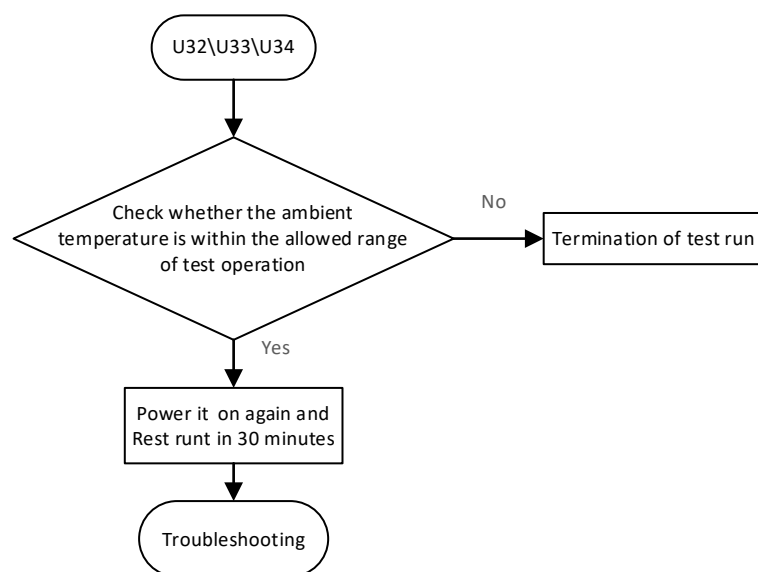 U32\U33\U34
Check whether the ambient
temperature is within the allowed range
of test operation
No
Termination of test run
Yes
Power it on again and
Rest runt in 30 minutes
Troubleshooting